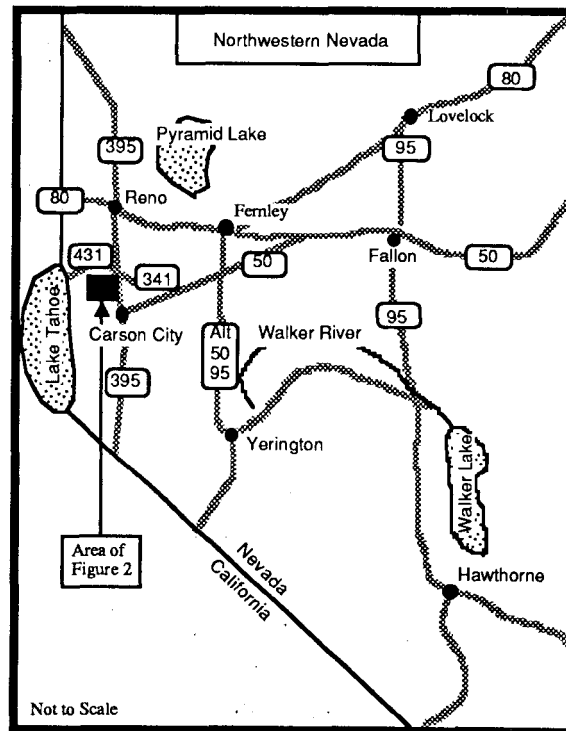 Northwestern Nevada
80
Lovelock
Pyramid Lake
395
95
80
Reno
Fernley
431
341
50
Fallon
50
Lake Tahoe
Carson City
Alt
50
95
Walker River
95
395
Yerington
Walker Lake
Area of
Figure 2
Nevada
California
Hawthorne
Not to Scale